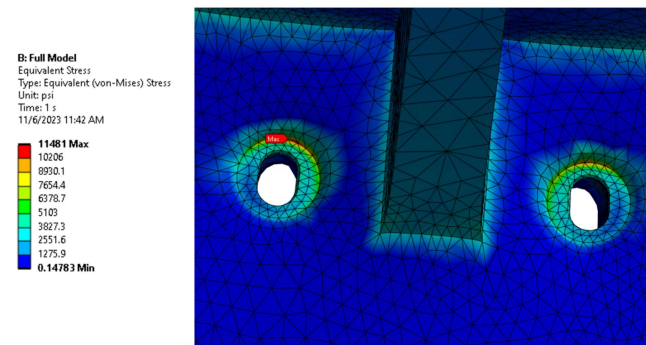 B: Full Model
Equivalent Stress
Type: Equivalent (von-Mises) Stress
Unit: psi
Time: 1 s
11/6/2023 11:42 AM
11481 Max
10206
8930.1
7654.4
6378.7
5103
3827.3
2551.6
1275.9
0.14783 Min
Max